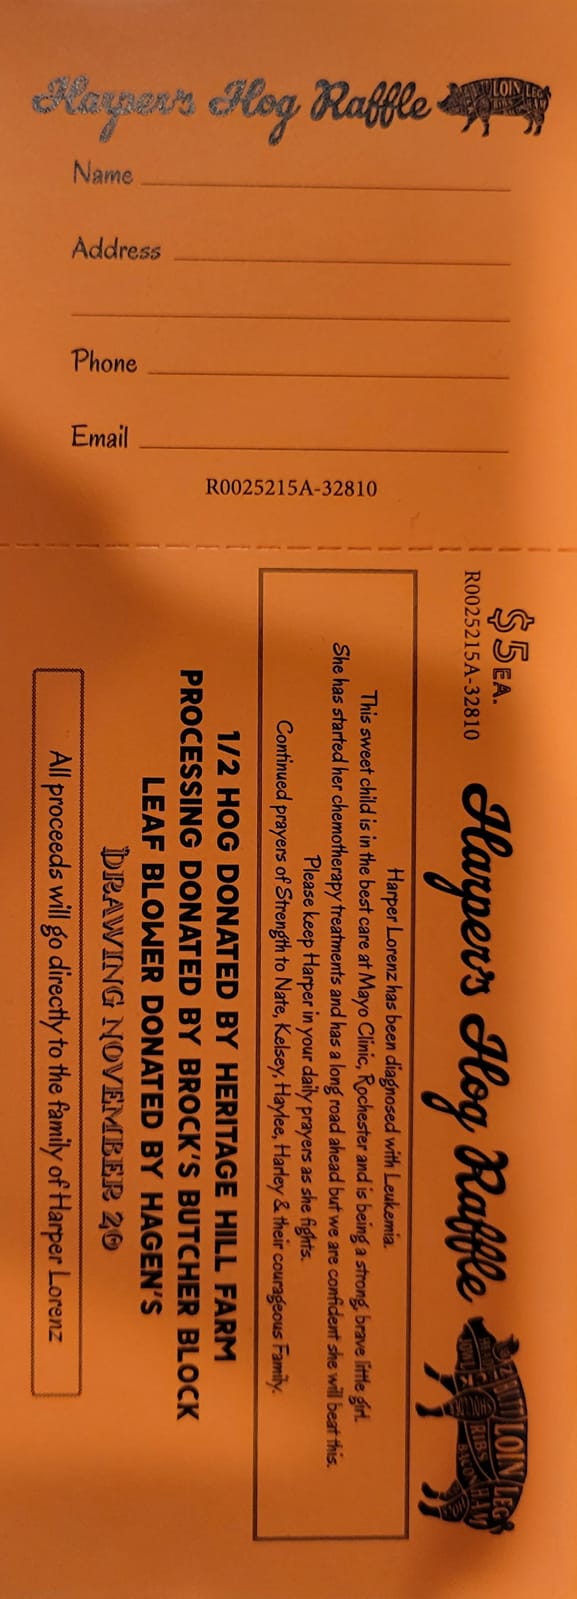 Harper's Hog Raffle
LOIN LEG
HAM
Name
Address
Phone
Email
R0025215A-32810
$5 EA.
R0025215A-32810
Harper's Hog Raffle
LOIN LEG
RIBS HAM
BACON
Harper Lorenz has been diagnosed with Leukemia.
This sweet child is in the best care at Mayo Clinic, Rochester and is being a strong, brave little girl.
She has started her chemotherapy treatments and has a long road ahead but we are confident she will beat this.
Please keep Harper in your daily prayers as she fights.
Continued prayers of Strength to Nate, Kelsey, Haylee, Harley & their courageous Family.
1/2 HOG DONATED BY HERITAGE HILL FARM
PROCESSING DONATED BY BROCK'S BUTCHER BLOCK
LEAF BLOWER DONATED BY HAGEN'S
DRAWING NOVEMBER 20
All proceeds will go directly to the family of Harper Lorenz